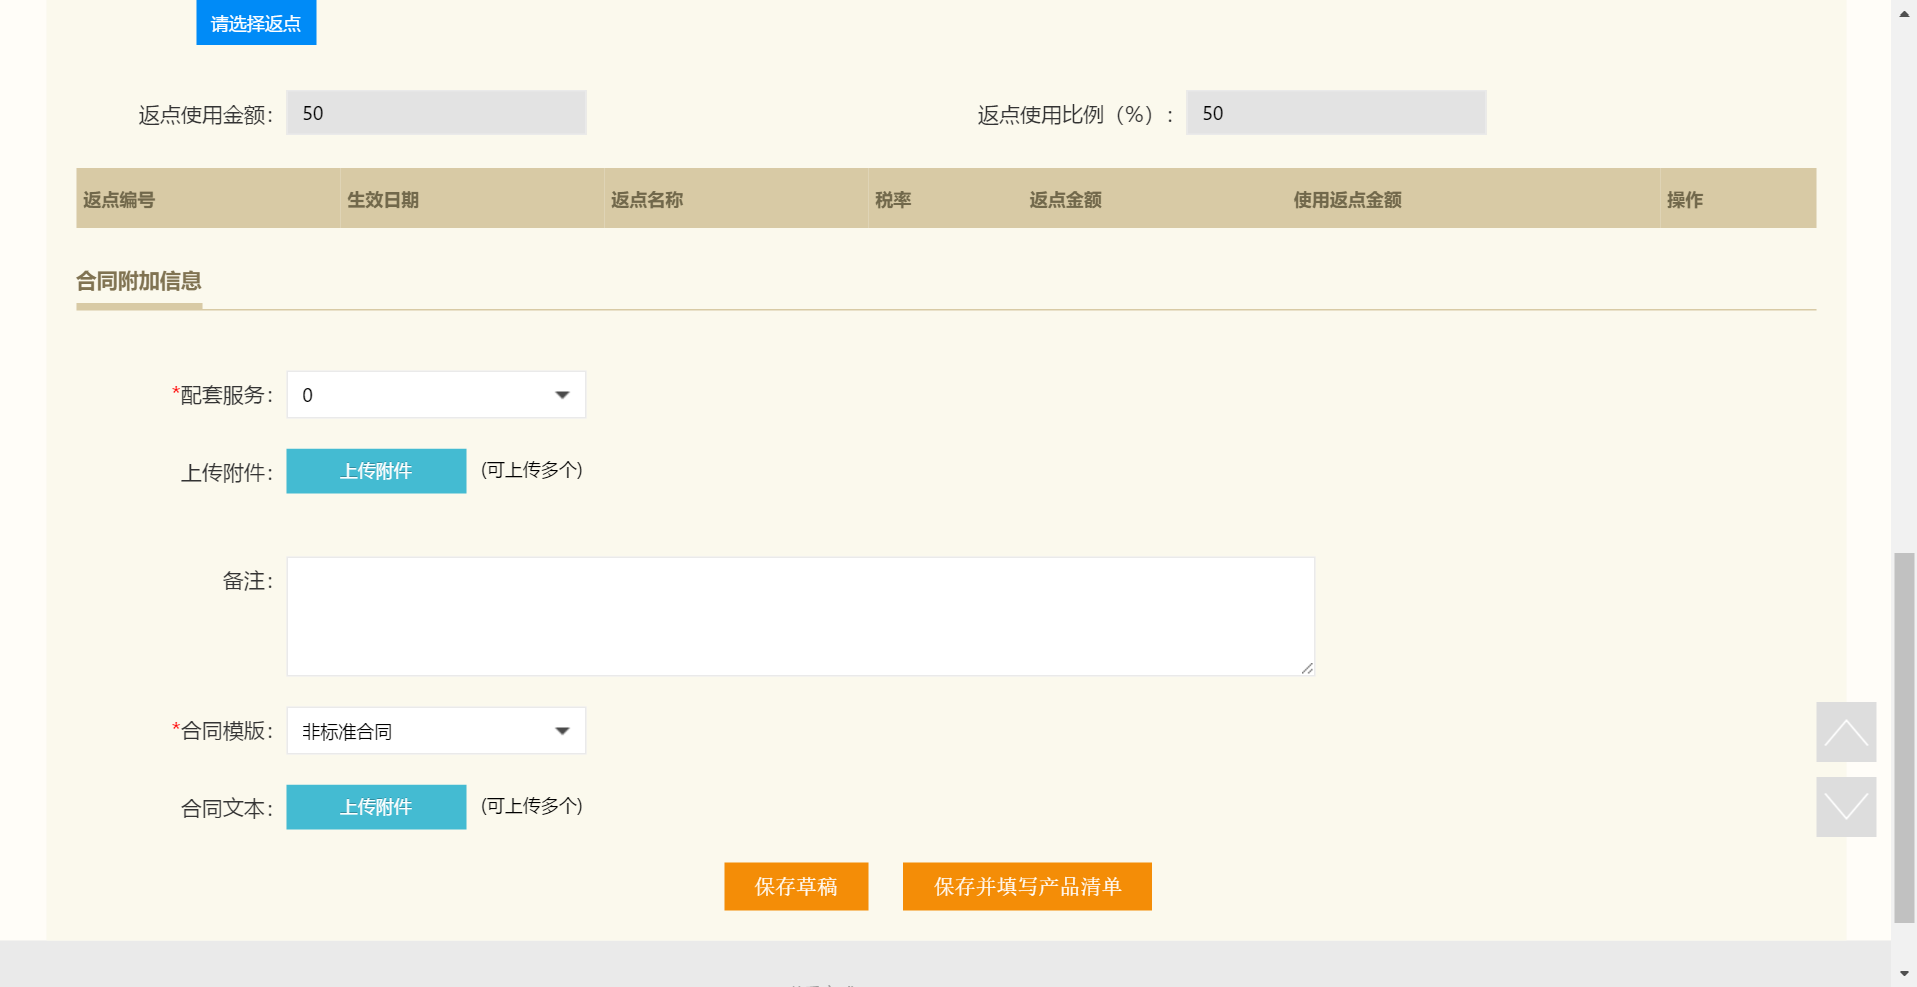 请选择返点
返点使用金额： 50 返点使用比例（%）： 50
返点编号 生效日期 返点名称 税率 返点金额 使用返点金额 操作
合同附加信息
*配套服务： 0
上传附件： 上传附件 (可上传多个)
备注：
*合同模版： 非标准合同
合同文本： 上传附件 (可上传多个)
保存草稿 保存并填写产品清单